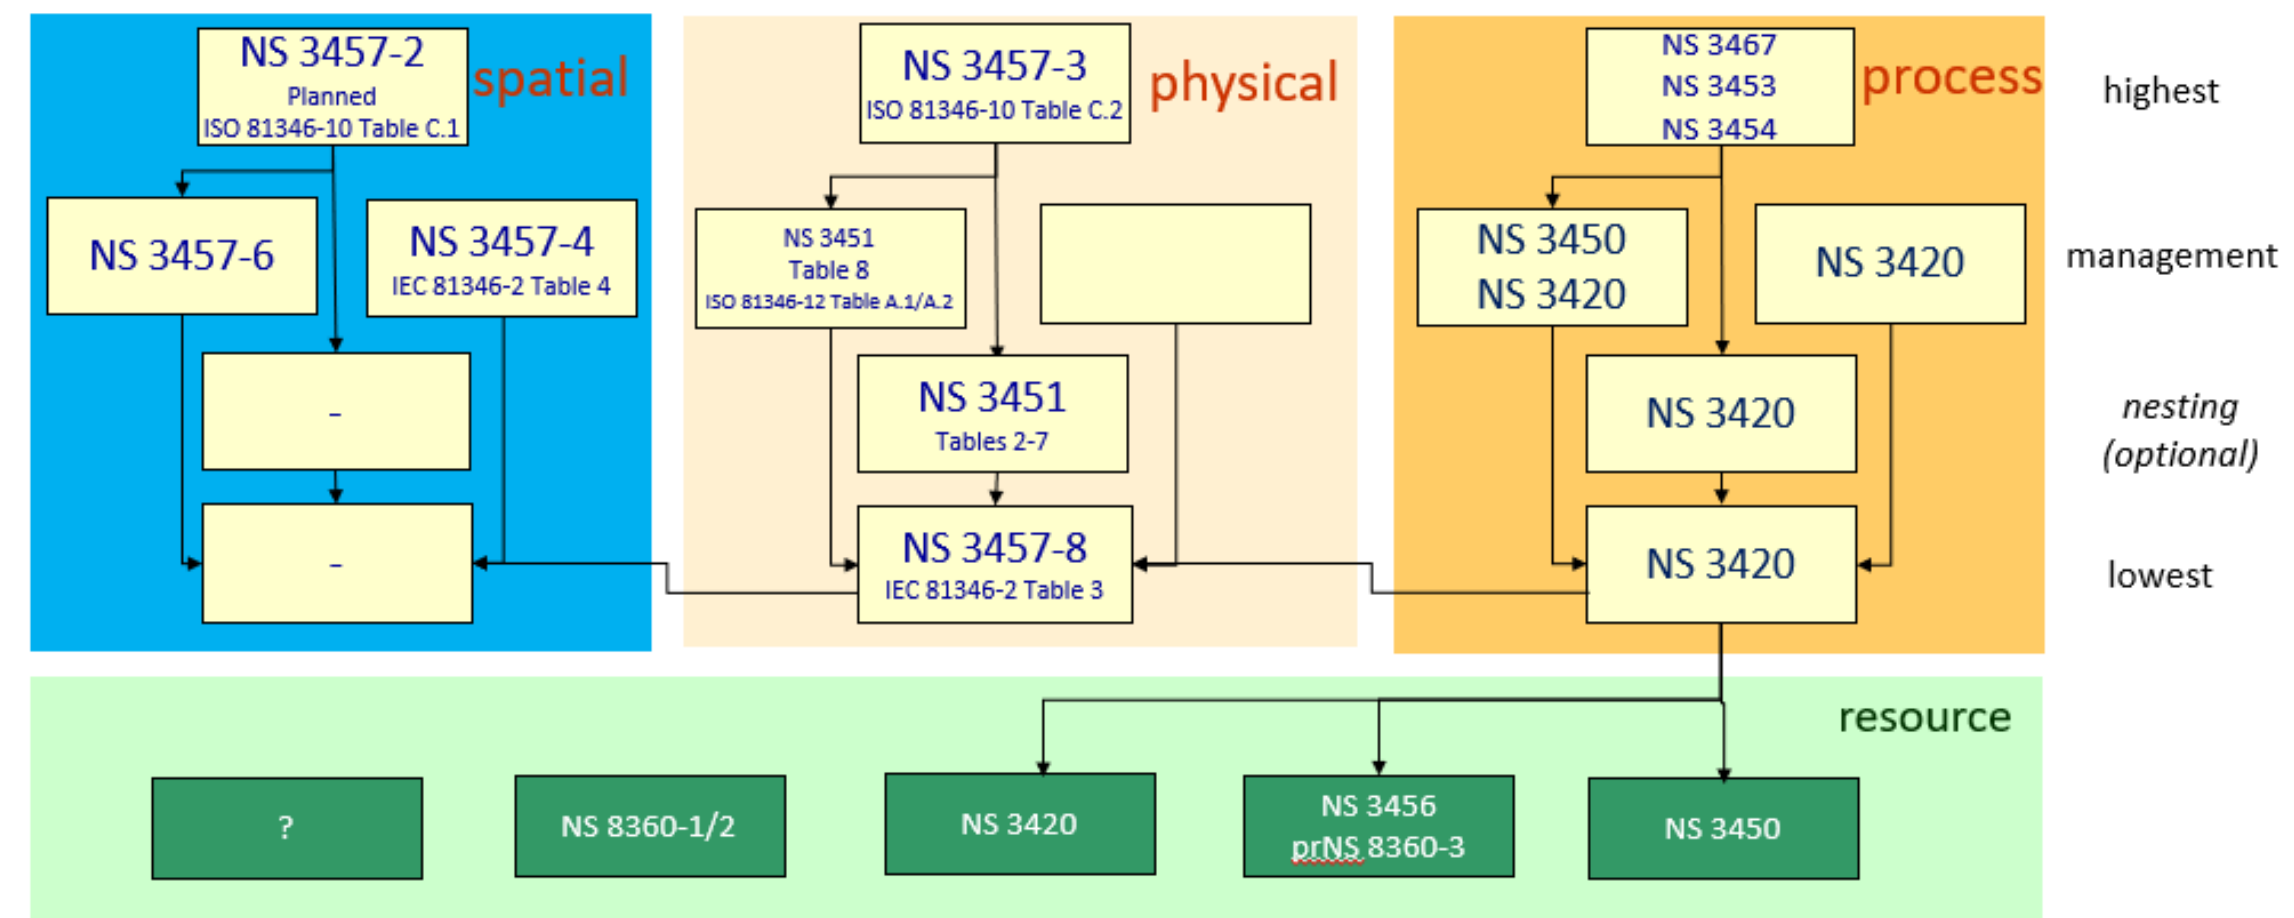 NS 3457-2
Planned
ISO 81346-10 Table C.1
spatial
NS 3457-6
NS 3457-4
IEC 81346-2 Table 4
-
-
NS 3457-3
ISO 81346-10 Table C.2
physical
NS 3451
Table 8
ISO 81346-12 Table A.1/A.2
NS 3451
Tables 2-7
NS 3457-8
IEC 81346-2 Table 3
NS 3467
NS 3453
NS 3454
process
NS 3450
NS 3420
NS 3420
NS 3420
NS 3420
highest
management
nesting
(optional)
lowest
resource
?
NS 8360-1/2
NS 3420
NS 3456
prNS 8360-3
NS 3450